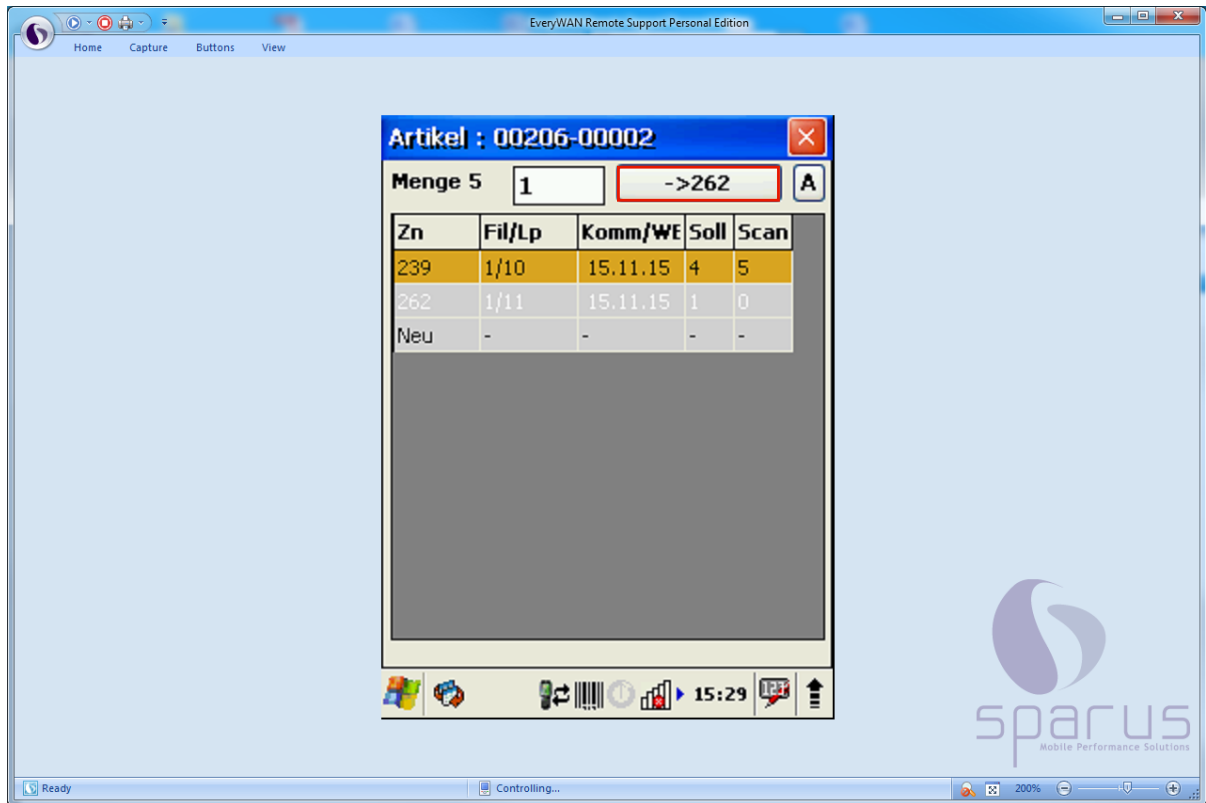 EveryWAN Remote Support Personal Edition
Home Capture Buttons View
Artikel : 00206-00002
Menge 5 1 ->262 A
Zn Fil/Lp Komm/WE Soll Scan
239 1/10 15.11.15 4 5
262 1/11 15.11.15 1 0
Neu - - - -
15:29
sparus
Mobile Performance Solutions
Ready Controlling... 200%